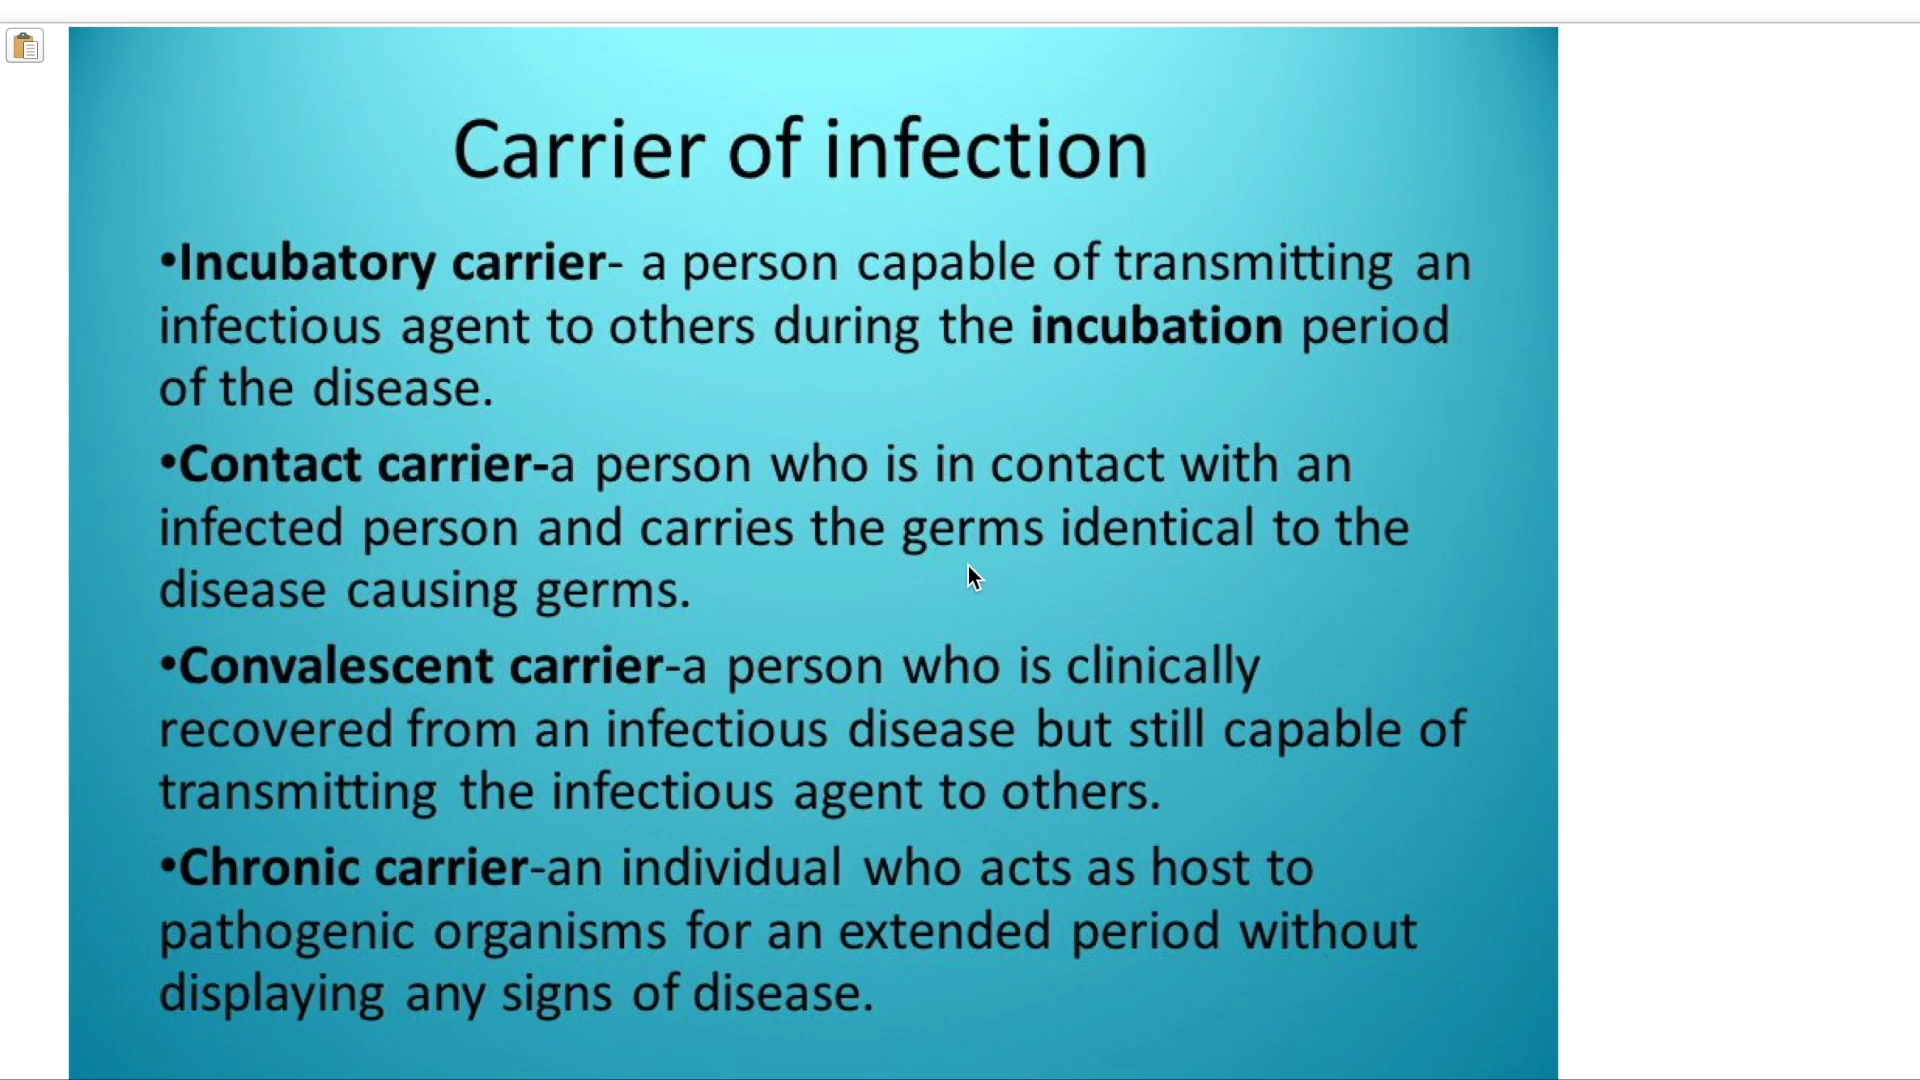 Carrier of infection
•Incubatory carrier- a person capable of transmitting an
infectious agent to others during the incubation period
of the disease.
•Contact carrier-a person who is in contact with an
infected person and carries the germs identical to the
disease causing germs.
•Convalescent carrier-a person who is clinically
recovered from an infectious disease but still capable of
transmitting the infectious agent to others.
•Chronic carrier-an individual who acts as host to
pathogenic organisms for an extended period without
displaying any signs of disease.